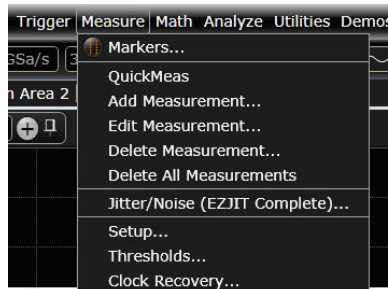 Trigger Measure Math Analyze Utilities Demos
GSa/s
Markers...
QuickMeas
n Area 2
Add Measurement...
Edit Measurement...
Delete Measurement...
Delete All Measurements
Jitter/Noise (EZJIT Complete)...
Setup...
Thresholds...
Clock Recovery...